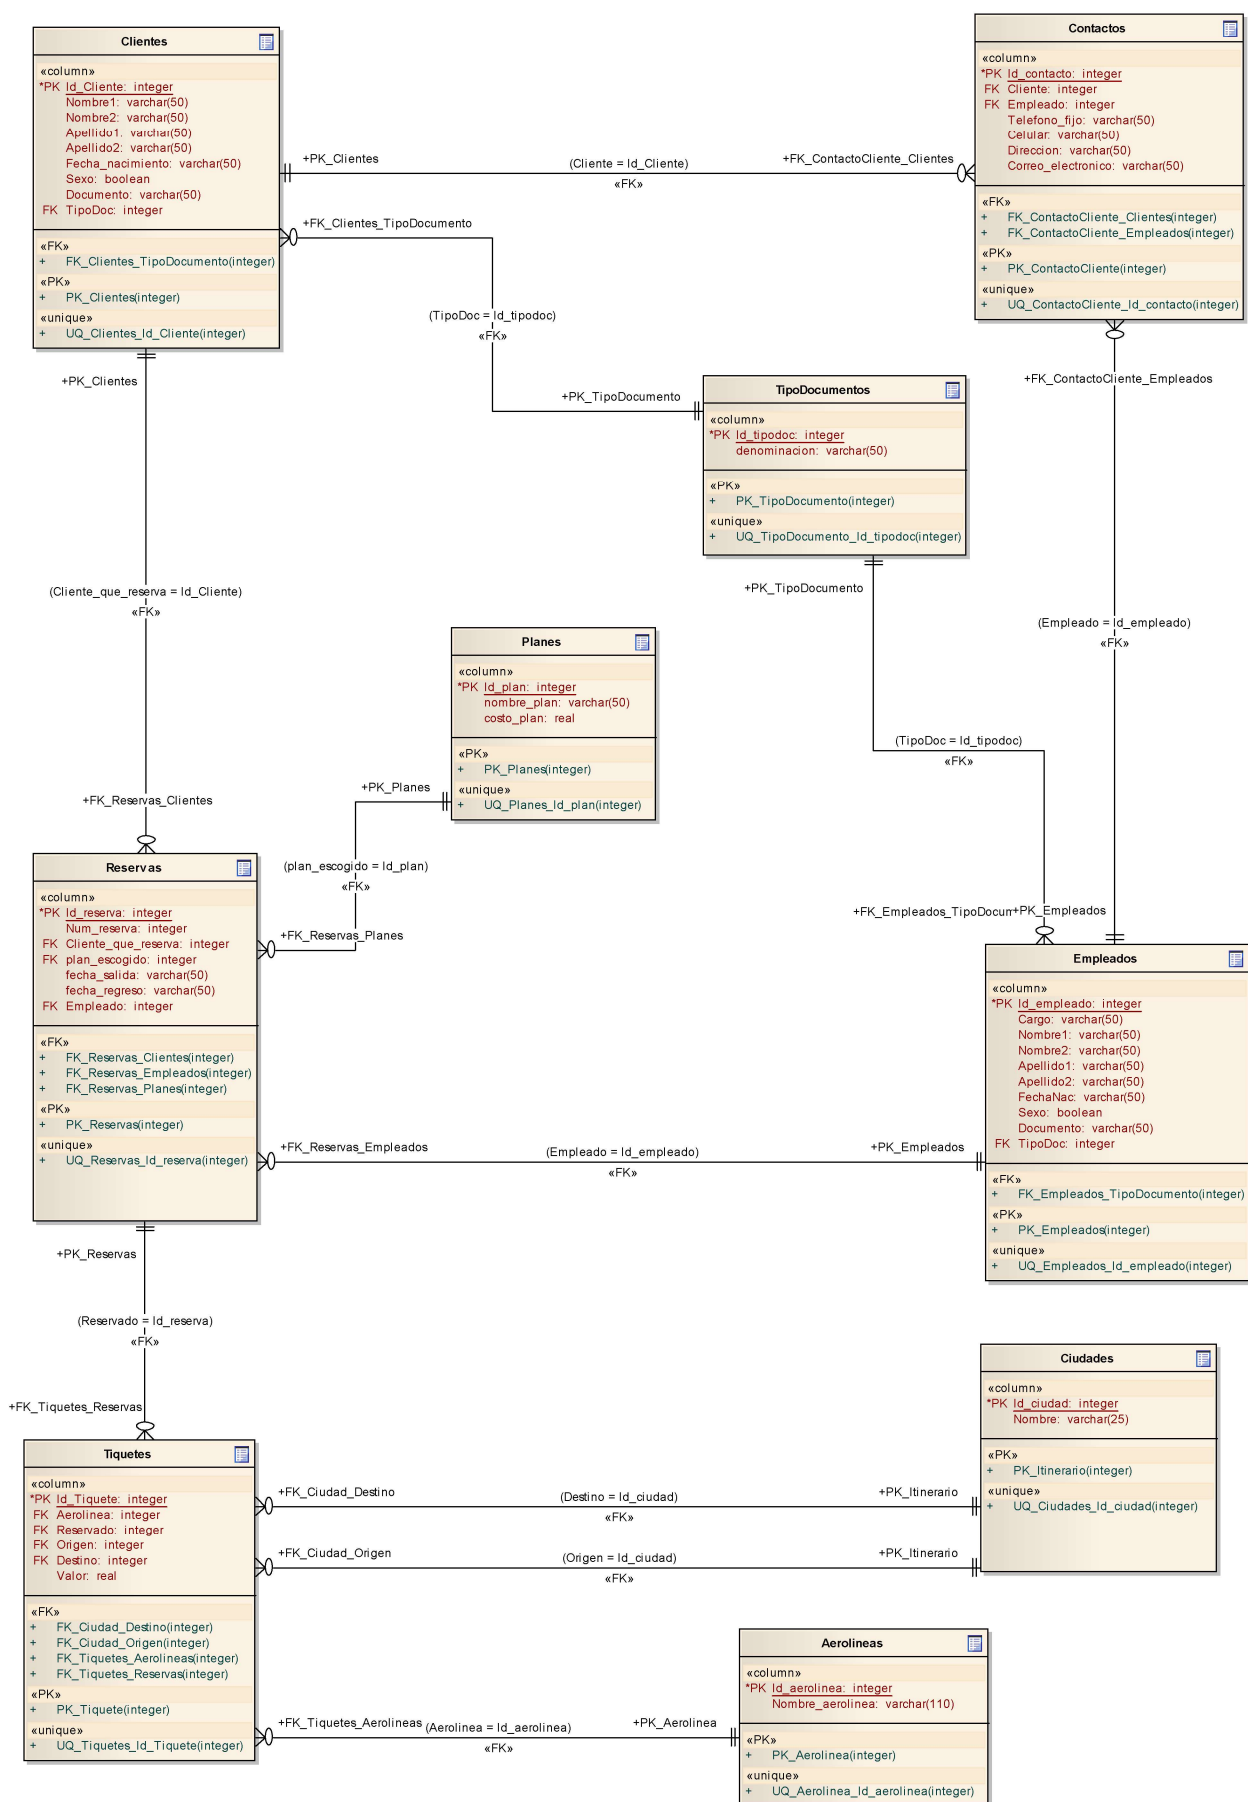 Clientes
«column»
*PK Id_Cliente: integer
Nombre1: varchar(50)
Nombre2: varchar(50)
Apellido1: varchar(50)
Apellido2: varchar(50)
Fecha_nacimiento: varchar(50)
Sexo: boolean
Documento: varchar(50)
FK TipoDoc: integer
«FK»
+ FK_Clientes_TipoDocumento(integer)
«PK»
+ PK_Clientes(integer)
«unique»
+ UQ_Clientes_Id_Cliente(integer)
+PK_Clientes
(Cliente = Id_Cliente)
«FK»
+FK_ContactoCliente_Clientes
Contactos
«column»
*PK Id_contacto: integer
FK Cliente: integer
FK Empleado: integer
Telefono_fijo: varchar(50)
Celular: varchar(50)
Direccion: varchar(50)
Correo_electronico: varchar(50)
«FK»
+ FK_ContactoCliente_Clientes(integer)
+ FK_ContactoCliente_Empleados(integer)
«PK»
+ PK_ContactoCliente(integer)
«unique»
+ UQ_ContactoCliente_Id_contacto(integer)
+FK_Clientes_TipoDocumento
(TipoDoc = Id_tipodoc)
«FK»
+PK_TipoDocumento
TipoDocumentos
«column»
*PK Id_tipodoc: integer
denominacion: varchar(50)
«PK»
+ PK_TipoDocumento(integer)
«unique»
+ UQ_TipoDocumento_Id_tipodoc(integer)
+PK_TipoDocumento
(TipoDoc = Id_tipodoc)
«FK»
+FK_ContactoCliente_Empleados
(Empleado = Id_empleado)
«FK»
+PK_Clientes
(Cliente_que_reserva = Id_Cliente)
«FK»
+FK_Reservas_Clientes
Planes
«column»
*PK Id_plan: integer
nombre_plan: varchar(50)
costo_plan: real
«PK»
+ PK_Planes(integer)
«unique»
+ UQ_Planes_Id_plan(integer)
+PK_Planes
(plan_escogido = Id_plan)
«FK»
+FK_Reservas_Planes
Reservas
«column»
*PK Id_reserva: integer
Num_reserva: integer
FK Cliente_que_reserva: integer
FK plan_escogido: integer
fecha_salida: varchar(50)
fecha_regreso: varchar(50)
FK Empleado: integer
«FK»
+ FK_Reservas_Clientes(integer)
+ FK_Reservas_Empleados(integer)
+ FK_Reservas_Planes(integer)
«PK»
+ PK_Reservas(integer)
«unique»
+ UQ_Reservas_Id_reserva(integer)
+FK_Empleados_TipoDocum
+PK_Empleados
Empleados
«column»
*PK Id_empleado: integer
Cargo: varchar(50)
Nombre1: varchar(50)
Nombre2: varchar(50)
Apellido1: varchar(50)
Apellido2: varchar(50)
FechaNac: varchar(50)
Sexo: boolean
Documento: varchar(50)
FK TipoDoc: integer
«FK»
+ FK_Empleados_TipoDocumento(integer)
«PK»
+ PK_Empleados(integer)
«unique»
+ UQ_Empleados_Id_empleado(integer)
+FK_Reservas_Empleados
(Empleado = Id_empleado)
«FK»
+PK_Empleados
+PK_Reservas
(Reservado = Id_reserva)
«FK»
+FK_Tiquetes_Reservas
Tiquetes
«column»
*PK Id_Tiquete: integer
FK Aerolinea: integer
FK Reservado: integer
FK Origen: integer
FK Destino: integer
Valor: real
«FK»
+ FK_Ciudad_Destino(integer)
+ FK_Ciudad_Origen(integer)
+ FK_Tiquetes_Aerolineas(integer)
+ FK_Tiquetes_Reservas(integer)
«PK»
+ PK_Tiquete(integer)
«unique»
+ UQ_Tiquetes_Id_Tiquete(integer)
Ciudades
«column»
*PK Id_ciudad: integer
Nombre: varchar(25)
«PK»
+ PK_Itinerario(integer)
«unique»
+ UQ_Ciudades_Id_ciudad(integer)
+FK_Ciudad_Destino
(Destino = Id_ciudad)
«FK»
+PK_Itinerario
+FK_Ciudad_Origen
(Origen = Id_ciudad)
«FK»
+PK_Itinerario
+FK_Tiquetes_Aerolineas
(Aerolinea = Id_aerolinea)
«FK»
+PK_Aerolinea
Aerolineas
«column»
*PK Id_aerolinea: integer
Nombre_aerolinea: varchar(110)
«PK»
+ PK_Aerolinea(integer)
«unique»
+ UQ_Aerolinea_Id_aerolinea(integer)